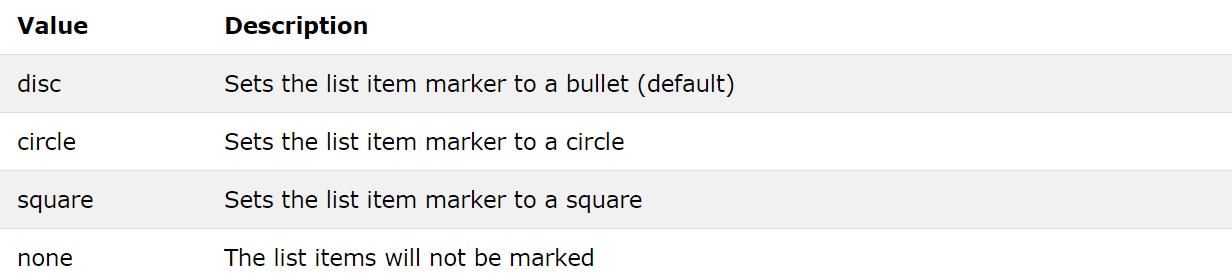 Value Description
disc Sets the list item marker to a bullet (default)
circle Sets the list item marker to a circle
square Sets the list item marker to a square
none The list items will not be marked